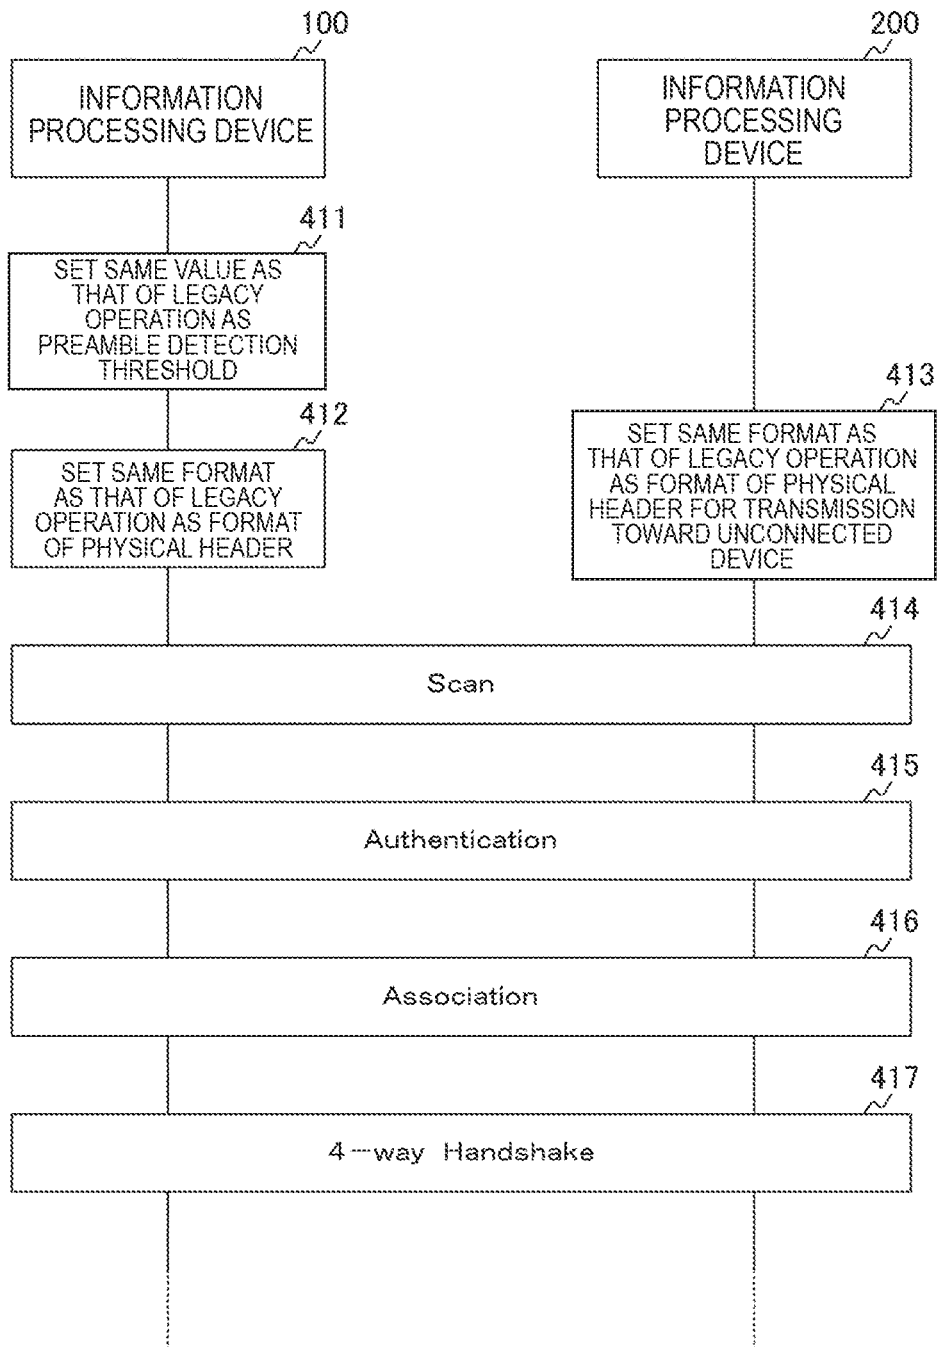 100
INFORMATION
PROCESSING DEVICE
200
INFORMATION
PROCESSING
DEVICE
411
SET SAME VALUE AS
THAT OF LEGACY
OPERATION AS
PREAMBLE DETECTION
THRESHOLD
412
SET SAME FORMAT
AS THAT OF LEGACY
OPERATION AS FORMAT
OF PHYSICAL HEADER
413
SET SAME FORMAT AS
THAT OF LEGACY OPERATION
AS FORMAT OF PHYSICAL
HEADER FOR TRANSMISSION
TOWARD UNCONNECTED
DEVICE
414
Scan
415
Authentication
416
Association
417
4-way Handshake